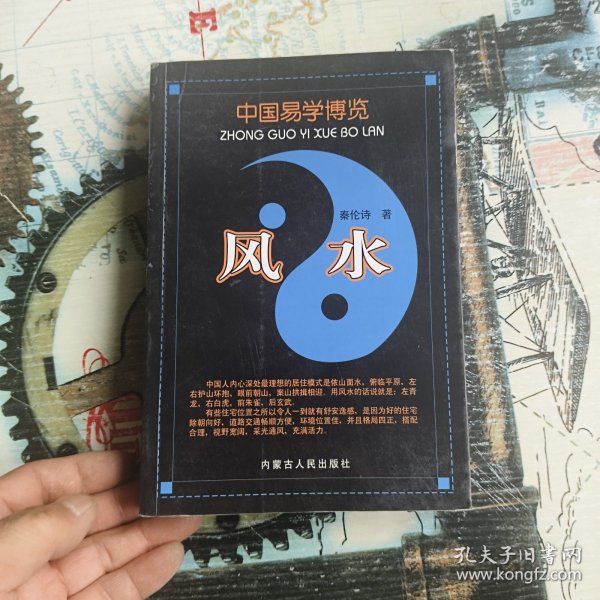 中国易学博览
ZHONG GUO YI XUE BO LAN
秦伦诗 著
风水
中国人内心深处最理想的居住模式是依山面水，俯临平原、左
右护山环抱、眼前朝山、案山拱揖相迎。用风水的话说就是：左青
龙、右白虎、前朱雀、后玄武。
有些住宅位置之所以令人一到就有舒安逸感，是因为好的住宅
除朝向好、道路交通畅顺方便，环境位置佳，并且格局四正，搭配
合理，视野宽阔，采光通风，充满活力。
内蒙古人民出版社
孔夫子旧书网
www.kongfz.com